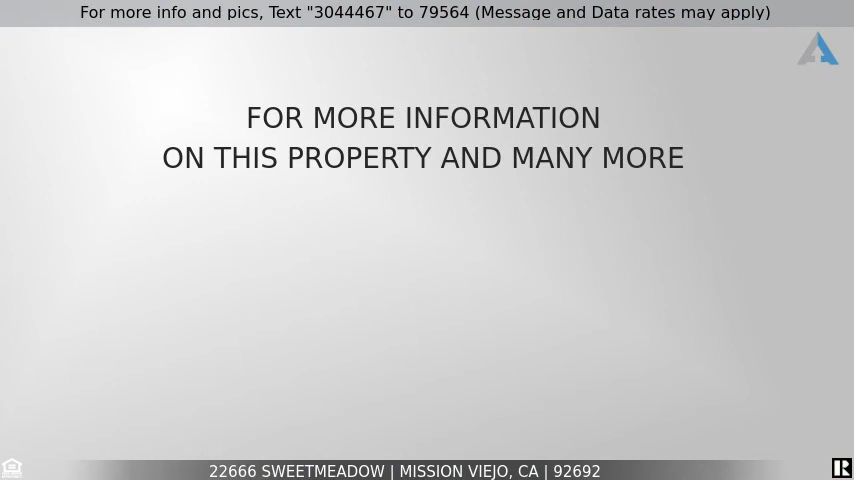 For more info and pics, Text "3044467" to 79564 (Message and Data rates may apply)
FOR MORE INFORMATION
ON THIS PROPERTY AND MANY MORE
22666 SWEETMEADOW | MISSION VIEJO, CA | 92692